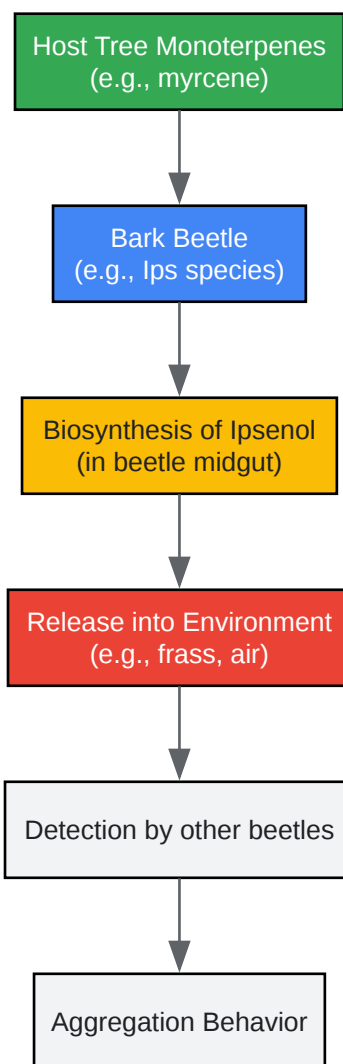 Host Tree Monoterpenes
(e.g., myrcene)
Bark Beetle
(e.g., Ips species)
Biosynthesis of Ipsenol
(in beetle midgut)
Release into Environment
(e.g., frass, air)
Detection by other beetles
Aggregation Behavior